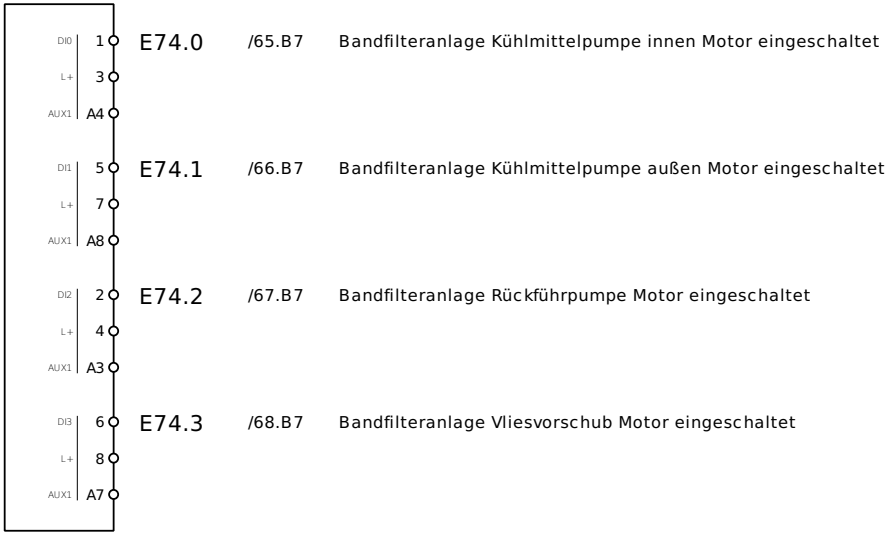 DI0 1 E74.0 /65.B7 Bandfilteranlage Kühlmittelpumpe innen Motor eingeschaltet
L+ 3
AUX1 A4
DI1 5 E74.1 /66.B7 Bandfilteranlage Kühlmittelpumpe außen Motor eingeschaltet
L+ 7
AUX1 A8
DI2 2 E74.2 /67.B7 Bandfilteranlage Rückführpumpe Motor eingeschaltet
L+ 4
AUX1 A3
DI3 6 E74.3 /68.B7 Bandfilteranlage Vliesvorschub Motor eingeschaltet
L+ 8
AUX1 A7